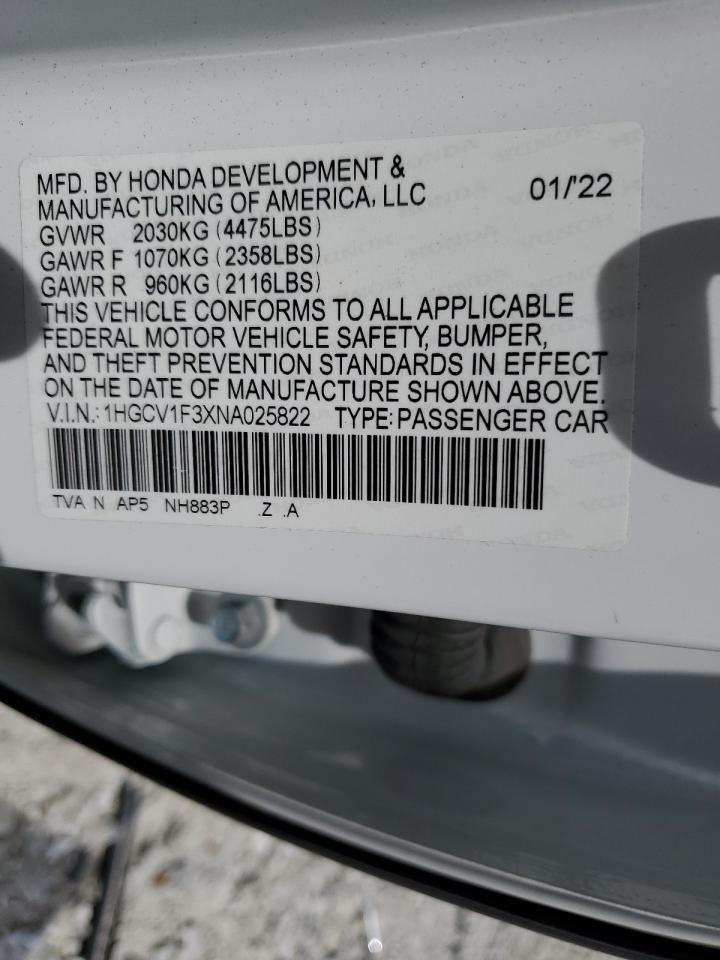 MFD. BY HONDA DEVELOPMENT &
MANUFACTURING OF AMERICA, LLC 01/'22
GVWR 2030KG (4475LBS)
GAWR F 1070KG (2358LBS)
GAWR R 960KG (2116LBS)
THIS VEHICLE CONFORMS TO ALL APPLICABLE
FEDERAL MOTOR VEHICLE SAFETY, BUMPER,
AND THEFT PREVENTION STANDARDS IN EFFECT
ON THE DATE OF MANUFACTURE SHOWN ABOVE.
V.I.N.: 1HGCV1F3XNA025822 TYPE: PASSENGER CAR
TVA N AP5 NH883P .Z .A